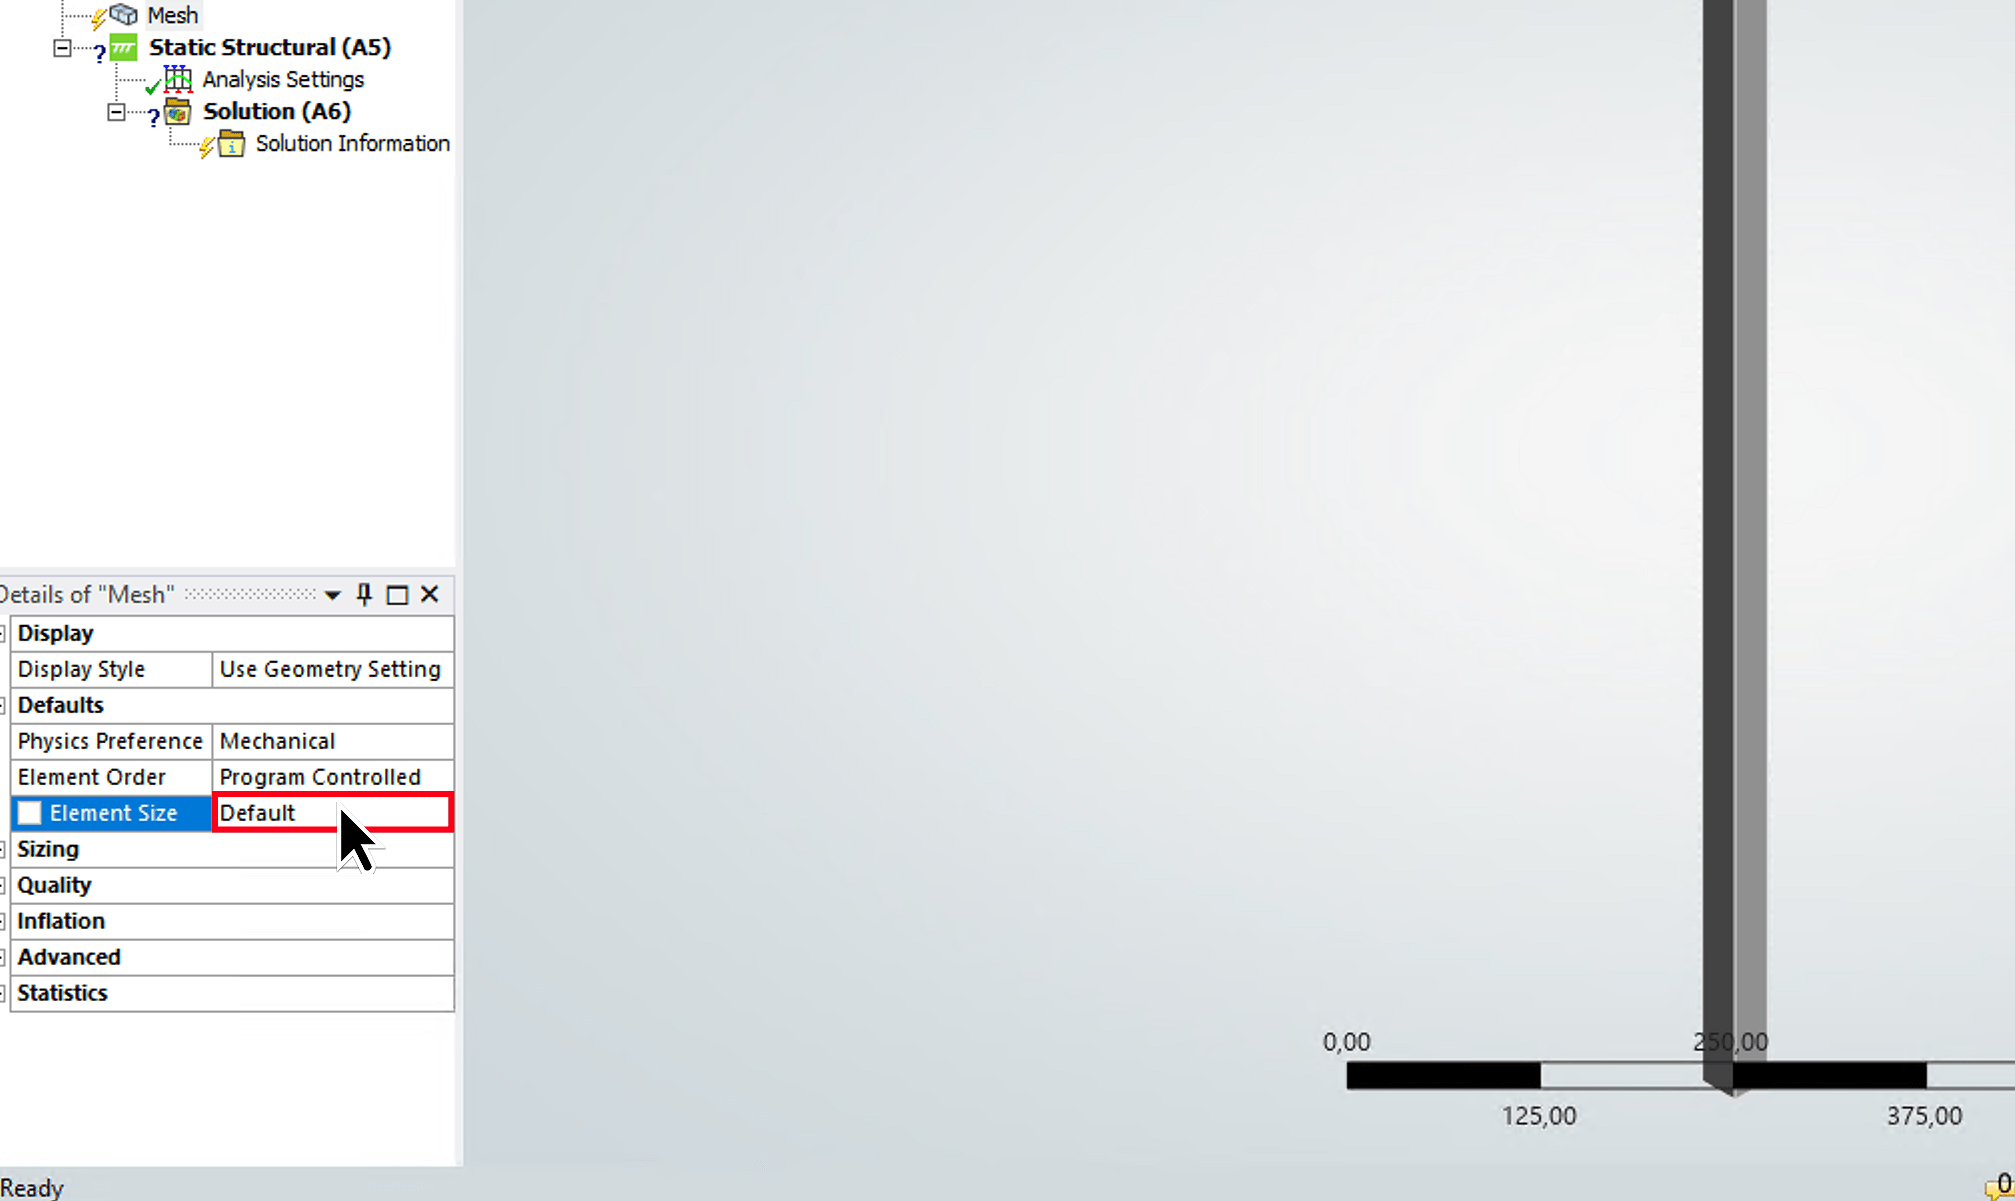 Mesh
Static Structural (A5)
Analysis Settings
Solution (A6)
Solution Information
Details of "Mesh"
Display
Display Style Use Geometry Setting
Defaults
Physics Preference Mechanical
Element Order Program Controlled
Element Size Default
Sizing
Quality
Inflation
Advanced
Statistics
0,00 250,00
125,00 375,00
Ready 0